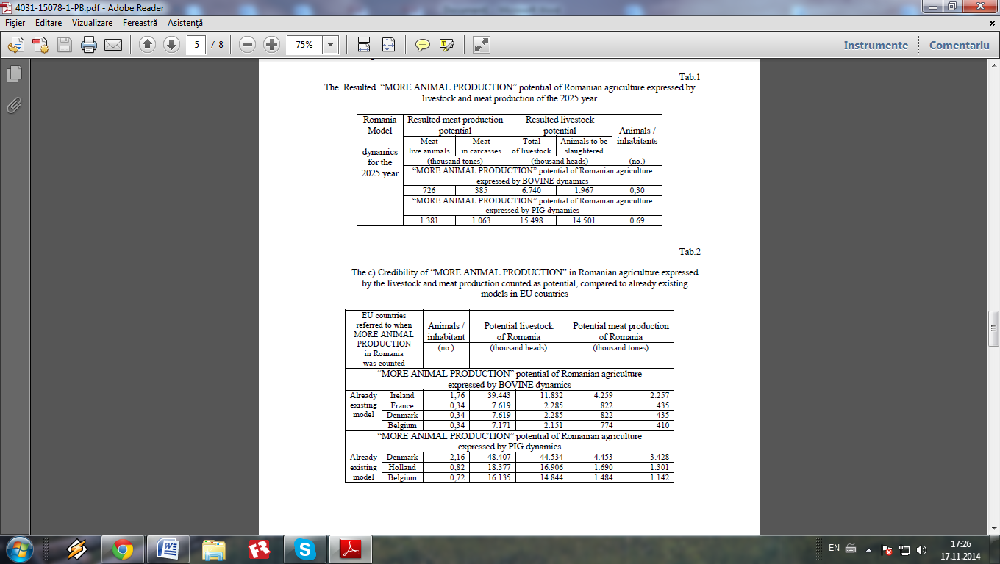 4031-15078-1-PB.pdf - Adobe Reader
Fişier Editare Vizualizare Fereastră Asistenţă
5 / 8 75% Instrumente Comentariu
Tab.1
The Resulted “MORE ANIMAL PRODUCTION” potential of Romanian agriculture expressed by
livestock and meat production of the 2025 year
Romania
Model
-
dynamics
for the
2025 year
Resulted meat production
potential
Resulted livestock
potential
Animals /
inhabitants
Meat
live animals
Meat
in carcasses
Total
of livestock
Animals to be
slaughtered
(thousand tones) (thousand heads) (no.)
“MORE ANIMAL PRODUCTION” potential of Romanian agriculture
expressed by BOVINE dynamics
726 385 6.740 1.967 0,30
“MORE ANIMAL PRODUCTION” potential of Romanian agriculture
expressed by PIG dynamics
1.381 1.063 15.498 14.501 0.69
Tab.2
The c) Credibility of “MORE ANIMAL PRODUCTION” in Romanian agriculture expressed
by the livestock and meat production counted as potential, compared to already existing
models in EU countries
EU countries
referred to when
MORE ANIMAL
PRODUCTION
in Romania
was counted
Animals /
inhabitant
Potential livestock
of Romania
Potential meat production
of Romania
(no.) (thousand heads) (thousand tones)
“MORE ANIMAL PRODUCTION” potential of Romanian agriculture
expressed by BOVINE dynamics
Already
existing
model
Ireland 1,76 39.443 11.832 4.259 2.257
France 0,34 7.619 2.285 822 435
Denmark 0,34 7.619 2.285 822 435
Belgium 0,34 7.171 2.151 774 410
“MORE ANIMAL PRODUCTION” potential of Romanian agriculture
expressed by PIG dynamics
Already
existing
model
Denmark 2,16 48.407 44.534 4.453 3.428
Holland 0,82 18.377 16.906 1.690 1.301
Belgium 0,72 16.135 14.844 1.484 1.142
EN
17:26
17.11.2014